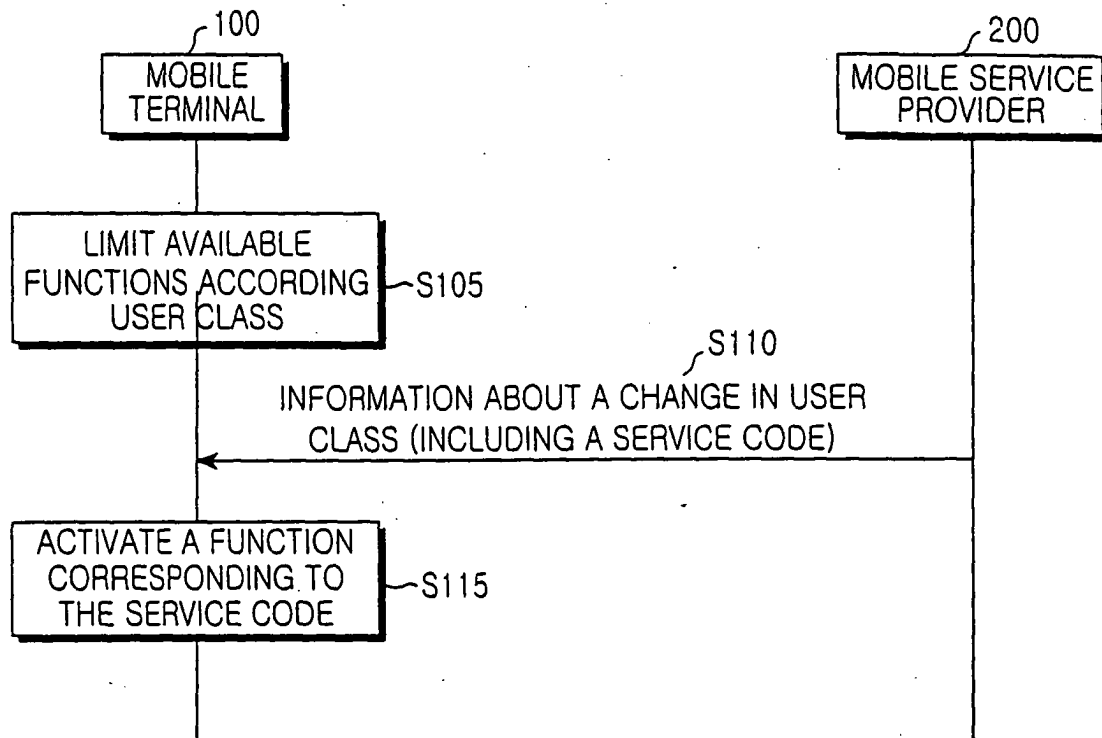 100
MOBILE
TERMINAL
200
MOBILE SERVICE
PROVIDER
LIMIT AVAILABLE
FUNCTIONS ACCORDING
USER CLASS
S105
S110
INFORMATION ABOUT A CHANGE IN USER
CLASS (INCLUDING A SERVICE CODE)
ACTIVATE A FUNCTION
CORRESPONDING TO
THE SERVICE CODE
S115